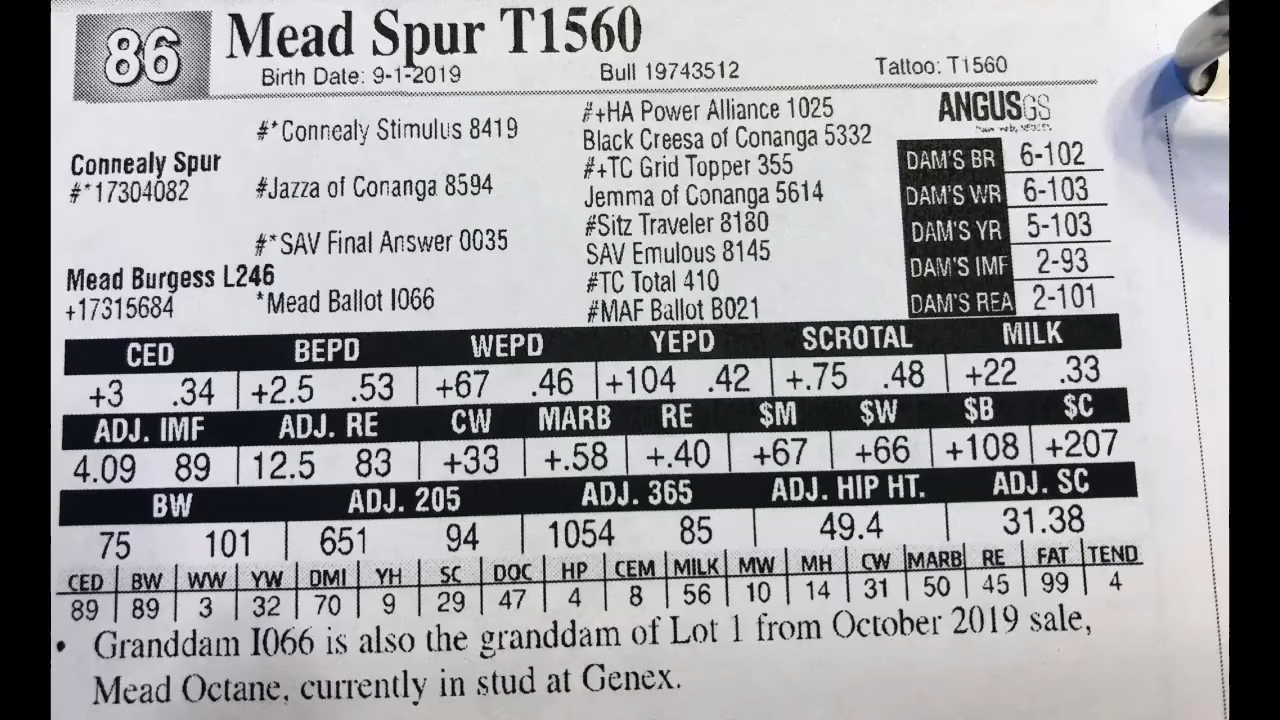 86
Mead Spur T1560
Birth Date: 9-1-2019 Bull 19743512 Tattoo: T1560
Connealy Spur
#*17304082
Mead Burgess L246
+17315684
#*Connealy Stimulus 8419
#Jazza of Conanga 8594
#*SAV Final Answer 0035
*Mead Ballot I066
#+HA Power Alliance 1025
Black Creesa of Conanga 5332
#+TC Grid Topper 355
Jemma of Conanga 5614
#Sitz Traveler 8180
SAV Emulous 8145
#TC Total 410
#MAF Ballot B021
ANGUSGS
DAM'S BR 6-102
DAM'S WR 6-103
DAM'S YR 5-103
DAM'S IMF 2-93
DAM'S REA 2-101
CED BEPD WEPD YEPD SCROTAL MILK
+3 .34 +2.5 .53 +67 .46 +104 .42 +.75 .48 +22 .33
ADJ. IMF ADJ. RE CW MARB RE $M $W $B $C
4.09 89 12.5 83 +33 +.58 +.40 +67 +66 +108 +207
BW ADJ. 205 ADJ. 365 ADJ. HIP HT. ADJ. SC
75 101 651 94 1054 85 49.4 31.38
CED BW WW YW DMI YH SC DOC HP CEM MILK MW MH CW MARB RE FAT TEND
89 89 3 32 70 9 29 47 4 8 56 10 14 31 50 45 99 4
• Granddam I066 is also the granddam of Lot 1 from October 2019 sale,
Mead Octane, currently in stud at Genex.